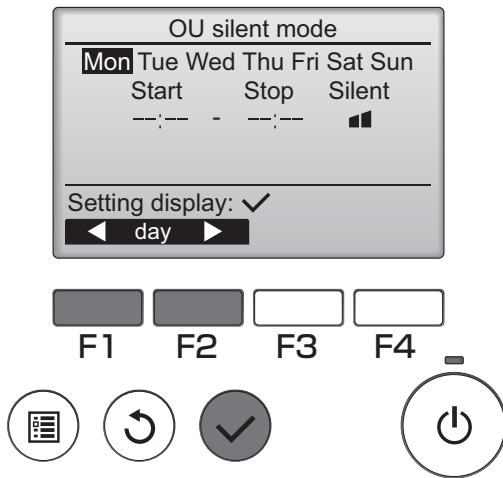 OU silent mode
Mon Tue Wed Thu Fri Sat Sun
Start Stop Silent
--:-- - --:--
Setting display: ✓
◀ day ▶
F1 F2 F3 F4